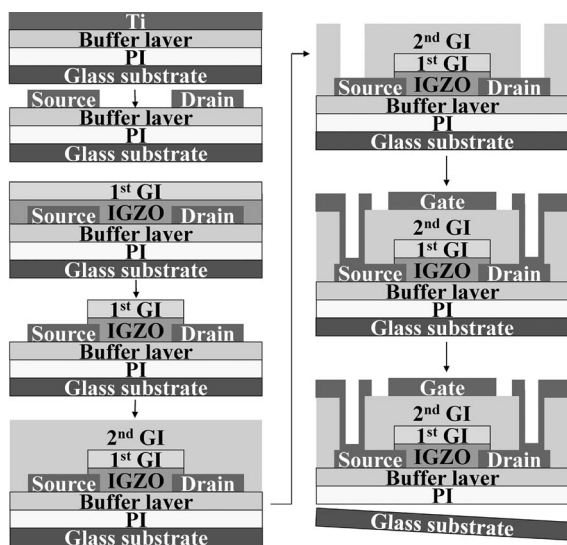 Ti
Buffer layer
PI
Glass substrate
Source Drain
Buffer layer
PI
Glass substrate
1st GI
Source IGZO Drain
Buffer layer
PI
Glass substrate
1st GI
Source IGZO Drain
Buffer layer
PI
Glass substrate
2nd GI
1st GI
Source IGZO Drain
Buffer layer
PI
Glass substrate
2nd GI
1st GI
Source IGZO Drain
Buffer layer
PI
Glass substrate
Gate
2nd GI
1st GI
Source IGZO Drain
Buffer layer
PI
Glass substrate
Gate
2nd GI
1st GI
Source IGZO Drain
Buffer layer
PI
Glass substrate